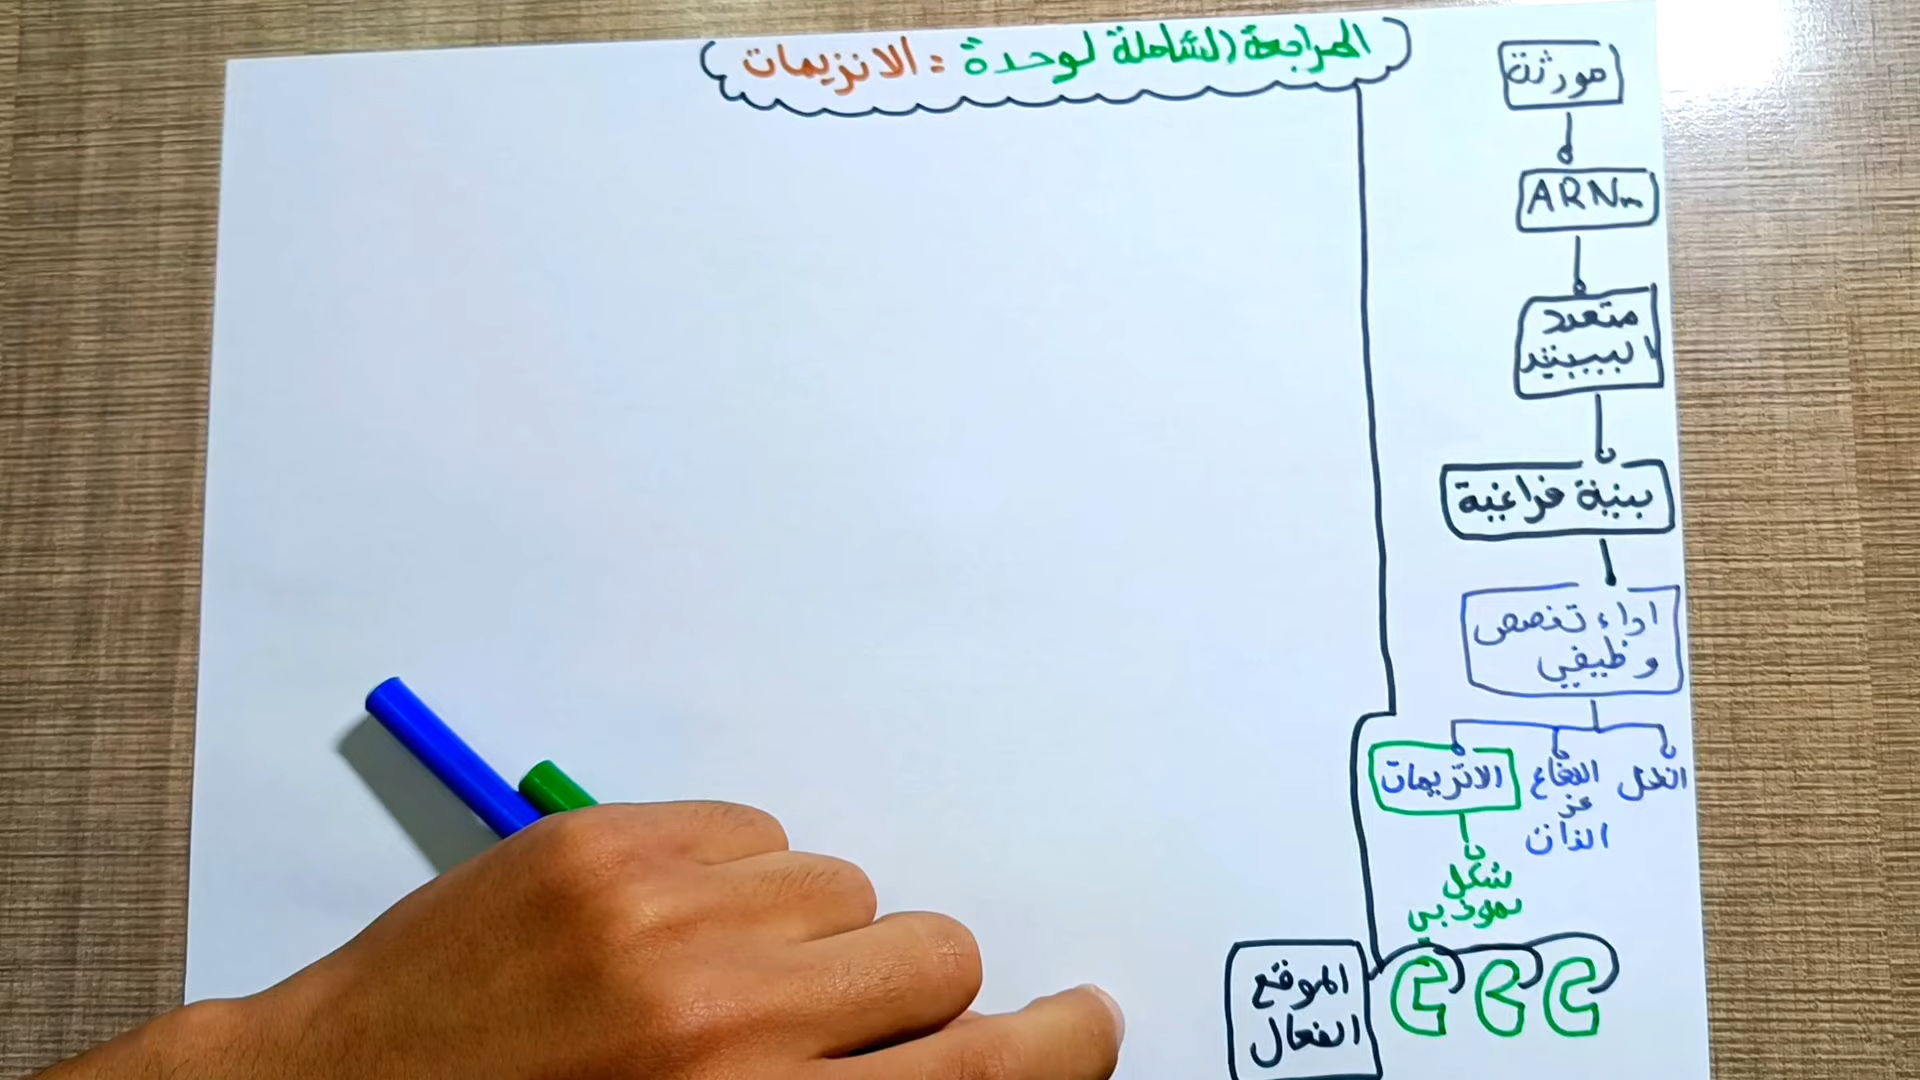 المراجعة الشاملة لوحدة : الانزيمات
مورثة
ARNm
متعدد
الببتيد
بنية فراغية
اداء تخصص
وظيفي
النقل
الدفاع
عن
الذات
الانزيمات
شكل
نموذجي
الموقع
الفعال